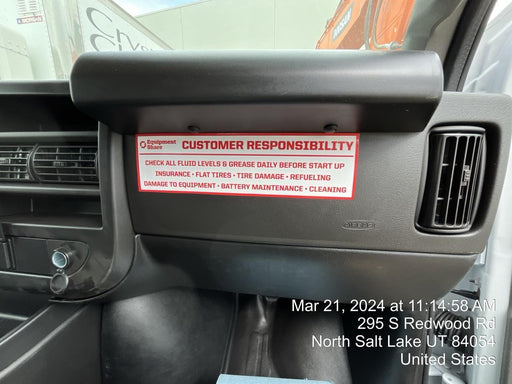 Equipment
Share
CUSTOMER RESPONSIBILITY
CHECK ALL FLUID LEVELS & GREASE DAILY BEFORE START UP
INSURANCE • FLAT TIRES • TIRE DAMAGE • REFUELING
DAMAGE TO EQUIPMENT • BATTERY MAINTENANCE • CLEANING
AIRBAG
Mar 21, 2024 at 11:14:58 AM
295 S Redwood Rd
North Salt Lake UT 84054
United States